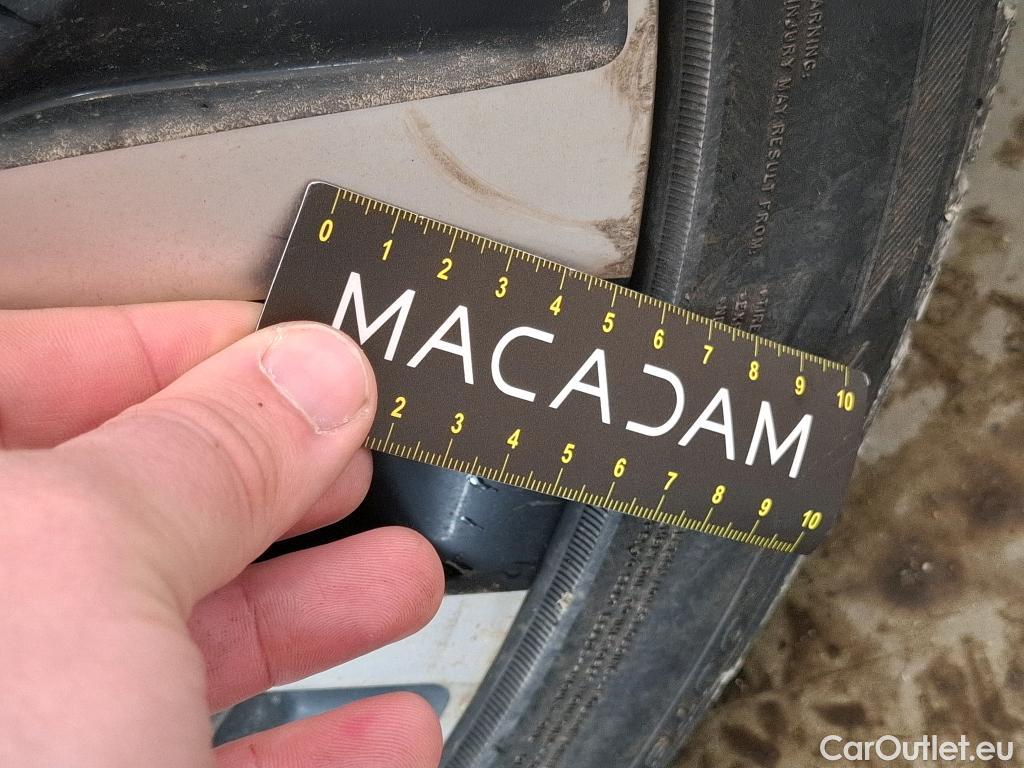 WARNING:
INJURY MAY RESULT FROM:
0 1 2 3 4 5 6 7 8 9 10
MACADAM
2 3 4 5 6 7 8 9 10
CarOutlet.eu